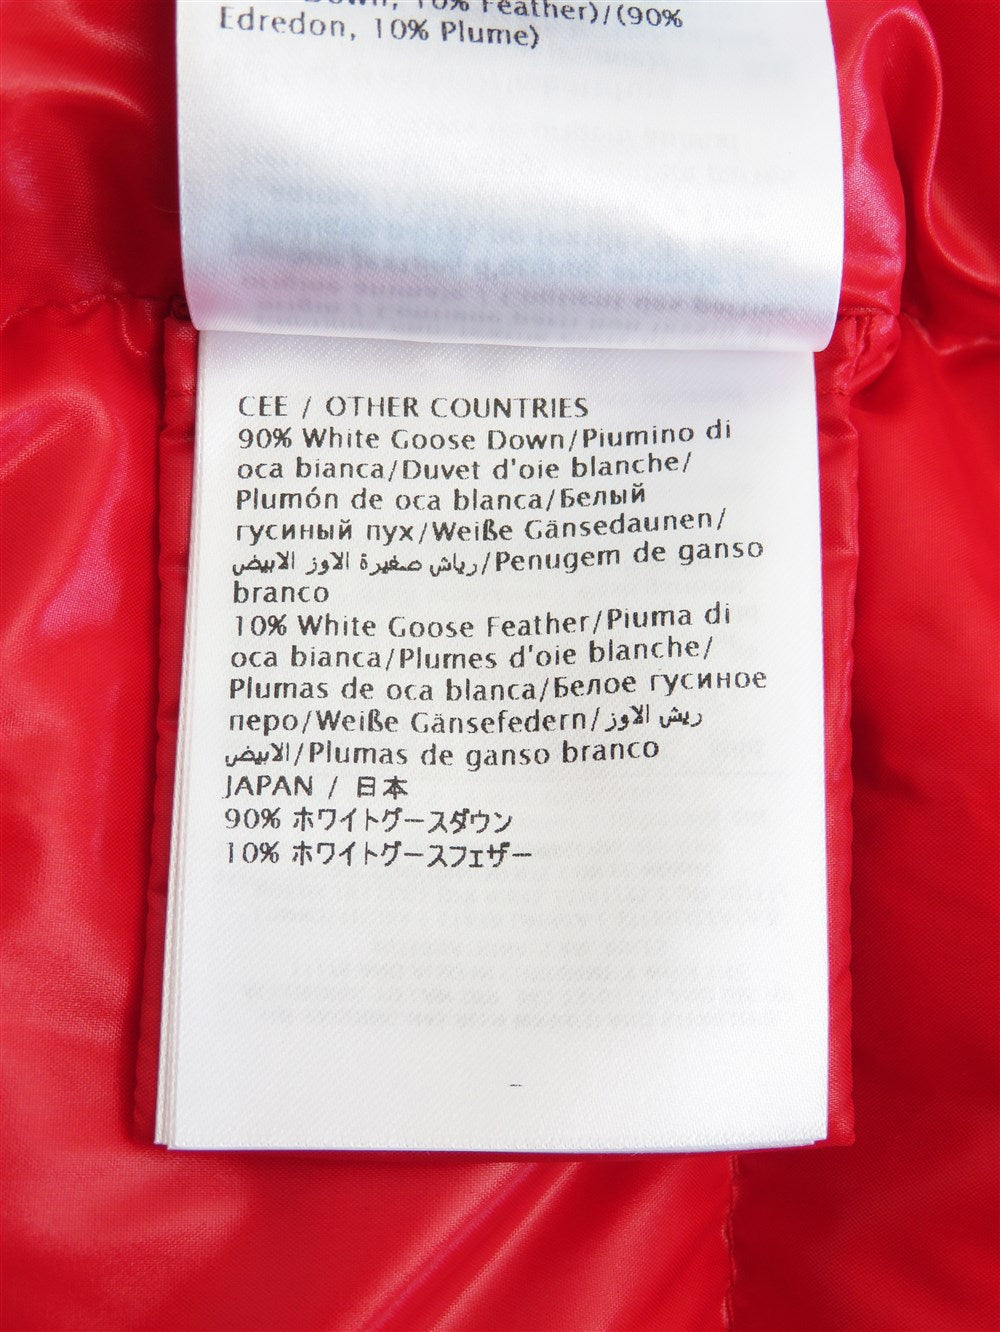 10% Feather)/(90%
Edredon, 10% Plume)
CEE / OTHER COUNTRIES
90% White Goose Down/Piumino di
oca bianca/Duvet d'oie blanche/
Plumón de oca blanca/Белый
гусиный пух/Weiße Gänsedaunen/
رياش صغيرة الاوز الابيض/Penugem de ganso
branco
10% White Goose Feather/Piuma di
oca bianca/Plumes d'oie blanche/
Plumas de oca blanca/Белое гусиное
перо/Weiße Gänsefedern/ريش الاوز
الابيض/Plumas de ganso branco
JAPAN / 日本
90% ホワイトグースダウン
10% ホワイトグースフェザー